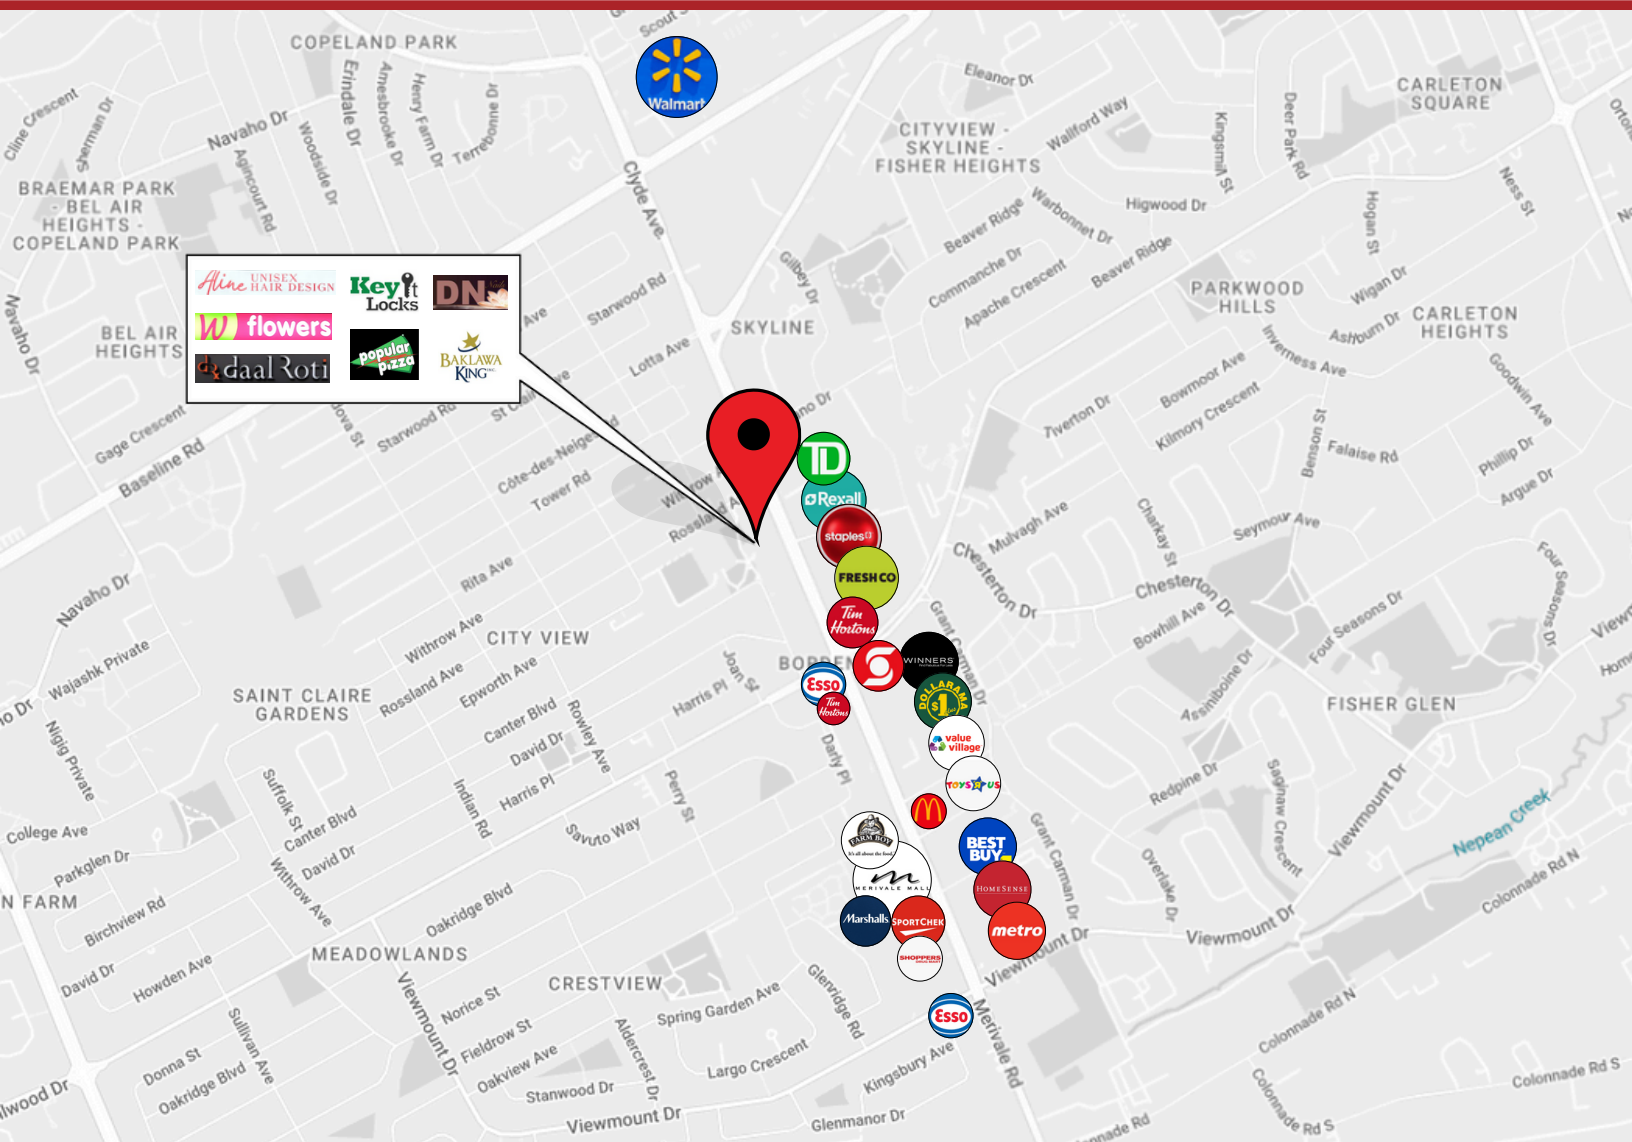 Scout St
COPELAND PARK
Walmart
Eleanor Dr
CARLETON
SQUARE
Cline Crescent
Sherman Dr
Navaho Dr
Erindale Dr
Amesbrooke Dr
Henry Farm Dr
Terrebonne Dr
Woodside Dr
Agincourt Rd
Clyde Ave
CITYVIEW -
SKYLINE -
FISHER HEIGHTS
Wallford Way
Kingsmill St
Deer Park Rd
Ness St
BRAEMAR PARK
- BEL AIR
HEIGHTS -
COPELAND PARK
Beaver Ridge
Warbonnet Dr
Higwood Dr
Hogan St
Beaver Ridge
Commanche Dr
Apache Crescent
Gilbey Dr
Starwood Rd
Aline UNISEX
HAIR DESIGN
Key it
Locks
DN
W flowers
daal Roti
popular
pizza
BAKLAWA
KING INC.
Ave
Navaho Dr
BEL AIR
HEIGHTS
SKYLINE
PARKWOOD
HILLS
Wigan Dr
Ashburn Dr
CARLETON
HEIGHTS
Inverness Ave
Lotta Ave
Bowmoor Ave
Kilmory Crescent
Goodwin Ave
Gage Crescent
Baseline Rd
Starwood Rd
Tiverton Dr
Benson St
Falaise Rd
Phillip Dr
Argue Dr
Tower Rd
TD
Rexall
staples
FRESHCO
Tim
Hortons
Mulvagh Ave
Charkay St
Seymour Ave
Chesterton Dr
Chesterton Dr
Four Seasons Dr
Rita Ave
Navaho Dr
Withrow Ave
CITY VIEW
Grant Carman Dr
Bowhill Ave
Four Seasons Dr
Wajashk Private
SAINT CLAIRE
GARDENS
Rossland Ave
Epworth Ave
Joan St
Harris Pl
WINNERS
Esso
Tim
Hortons
DOLLARAMA
$1
Assiniboine Dr
FISHER GLEN
Nigig Private
Canter Blvd
David Dr
Rowley Ave
Darly Pl
value
village
TOYS R US
Redpine Dr
Saginaw Crescent
Viewmount Dr
Nepean Creek
Suffolk St
Indian Rd
Harris Pl
Perry St
Savuto Way
College Ave
Canter Blvd
David Dr
Parkglen Dr
Withrow Ave
FARM BOY
It's all about the food.
MERIVALE MALL
BEST
BUY
HOMESENSE
Grant Carman Dr
Overlake Dr
Colonnade Rd N
N FARM
Birchview Rd
Oakridge Blvd
Marshalls
SPORTCHEK
metro
SHOPPERS
DRUG MART
Viewmount Dr
Viewmount Dr
MEADOWLANDS
CRESTVIEW
David Dr
Howden Ave
Viewmount Dr
Norice St
Spring Garden Ave
Glenridge Rd
Esso
Merivale Rd
Colonnade Rd N
Sullivan Ave
Fieldrow St
Aldercrest Dr
Donna St
Oakridge Blvd
Oakview Ave
Stanwood Dr
Largo Crescent
Kingsbury Ave
Colonnade Rd S
Colonnade Rd S
Viewmount Dr
Glenmanor Dr